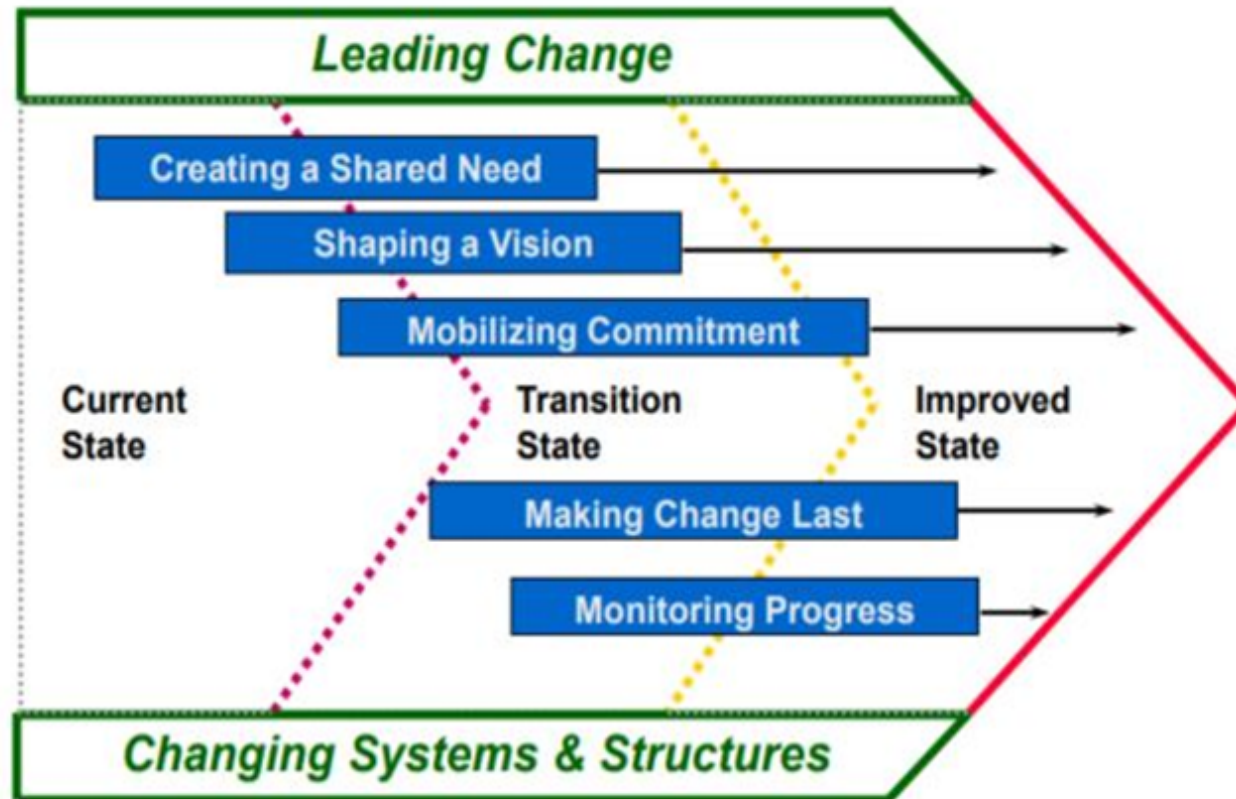 Leading Change
Creating a Shared Need
Shaping a Vision
Mobilizing Commitment
Current
State
Transition
State
Improved
State
Making Change Last
Monitoring Progress
Changing Systems & Structures